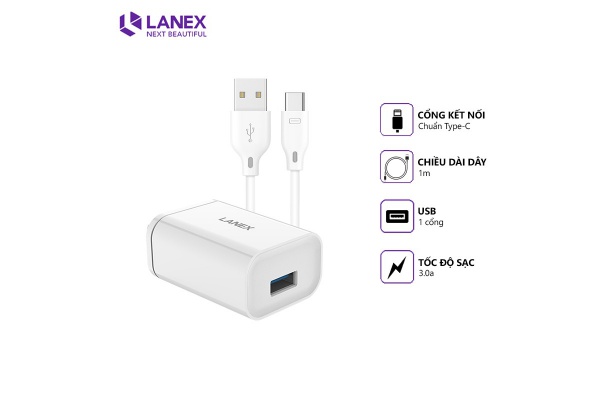 LANEX
NEXT BEAUTIFUL
LANEX
CỔNG KẾT NỐI
Chuẩn Type-C
CHIỀU DÀI DÂY
1m
USB
1 cổng
TỐC ĐỘ SẠC
3.0a